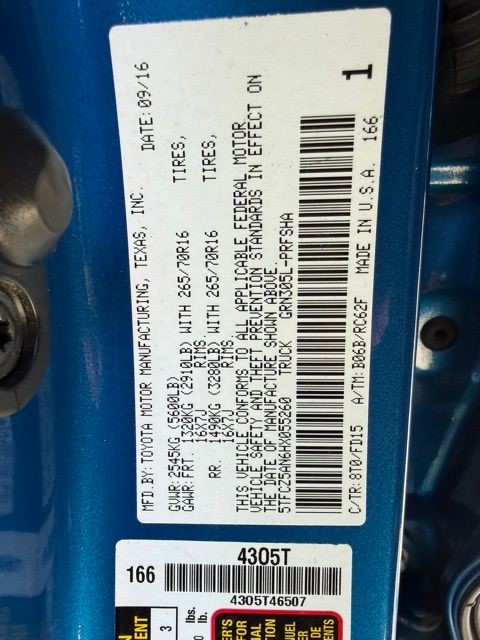 MFD.BY:TOYOTA MOTOR MANUFACTURING, TEXAS, INC. DATE: 09/16
GVWR:2545KG (5600LB)
GAWR:FRT. 1320KG (2910LB) WITH 265/70R16 TIRES,
16X7J RIMS.
RR. 1490KG (3280LB) WITH 265/70R16 TIRES,
16X7J RIMS.
THIS VEHICLE CONFORMS TO ALL APPLICABLE FEDERAL MOTOR
VEHICLE SAFETY AND THEFT PREVENTION STANDARDS IN EFFECT ON
THE DATE OF MANUFACTURE SHOWN ABOVE.
5TFCZ5AN6HX055260 TRUCK GRN305L-PRFSHA
166
C/TR:8T0/FD15 A/TM:B06B/RC62F MADE IN U.S.A. 1
166 4305T
4305T46507
3
lbs.
lb.